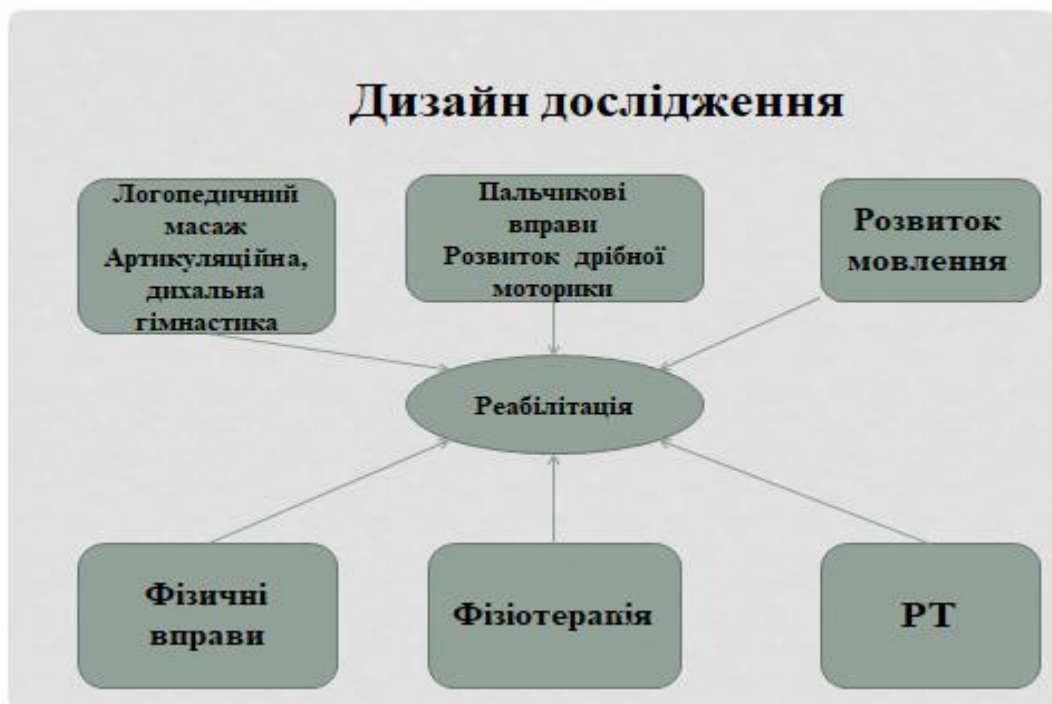 Дизайн дослідження
Логопедичний
масаж
Артикуляційна,
дихальна
гімнастика
Пальчикові
вправи
Розвиток дрібної
моторики
Розвиток
мовлення
Реабілітація
Фізичні
вправи
Фізіотерапія
РТ